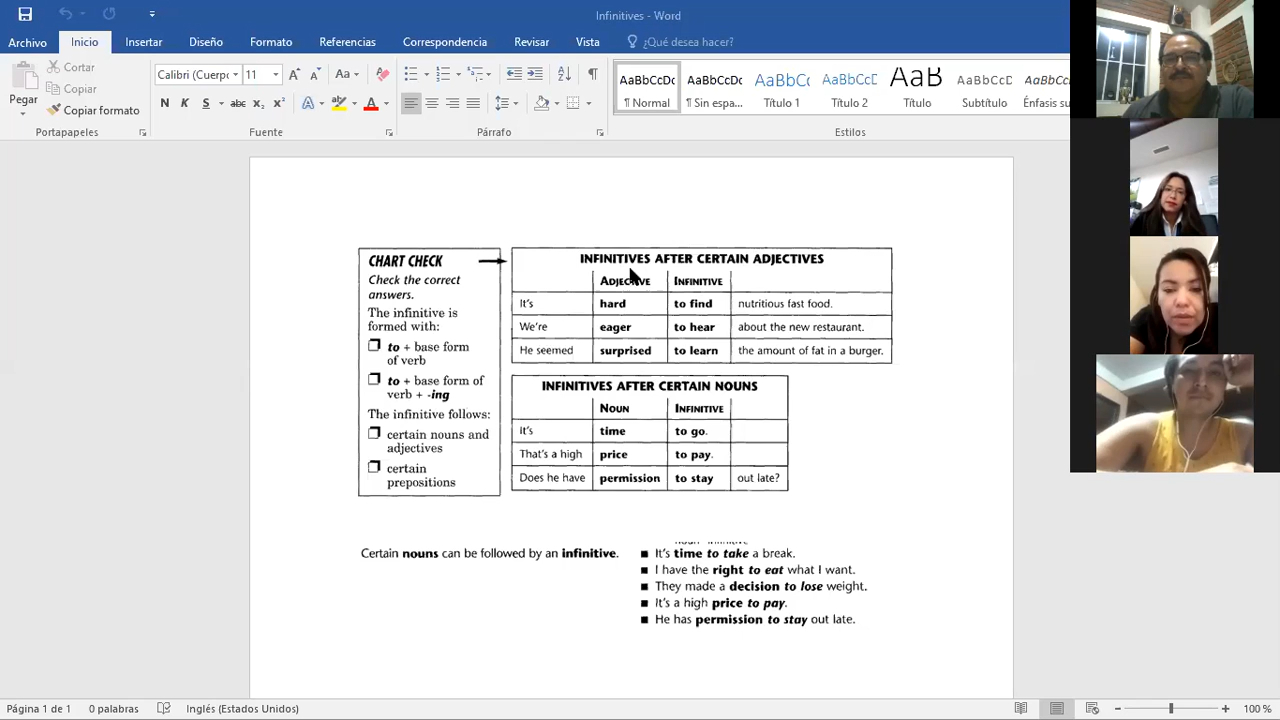 Infinitives - Word
Archivo
Inicio
Insertar
Diseño
Formato
Referencias
Correspondencia
Revisar
Vista
¿Qué desea hacer?
Pegar
Cortar
Copiar
Copiar formato
Portapapeles
Calibri (Cuerpo
11
Fuente
Párrafo
AaBbCcDc
¶ Normal
AaBbCcDc
¶ Sin espa...
AaBbCc
Título 1
AaBbCcD
Título 2
AaB
Título
AaBbCcD
Subtítulo
AaBbCcD
Énfasis su
Estilos
CHART CHECK
Check the correct
answers.
The infinitive is
formed with:
to + base form
of verb
to + base form of
verb + -ing
The infinitive follows:
certain nouns and
adjectives
certain
prepositions
INFINITIVES AFTER CERTAIN ADJECTIVES
ADJECTIVE INFINITIVE
It's hard to find nutritious fast food.
We're eager to hear about the new restaurant.
He seemed surprised to learn the amount of fat in a burger.
INFINITIVES AFTER CERTAIN NOUNS
NOUN INFINITIVE
It's time to go.
That's a high price to pay.
Does he have permission to stay out late?
Certain nouns can be followed by an infinitive.
■ It's time to take a break.
■ I have the right to eat what I want.
■ They made a decision to lose weight.
■ It's a high price to pay.
■ He has permission to stay out late.
Página 1 de 1
0 palabras
Inglés (Estados Unidos)
100 %